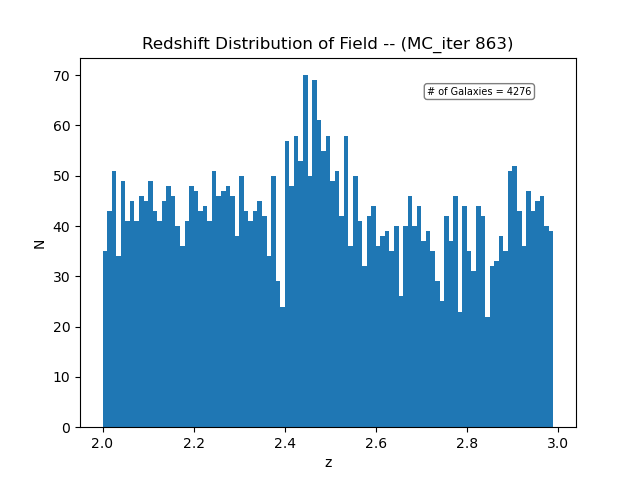 Redshift Distribution of Field -- (MC_iter 863)
# of Galaxies = 4276
70
60
50
40
30
20
10
0
N
2.0 2.2 2.4 2.6 2.8 3.0
z